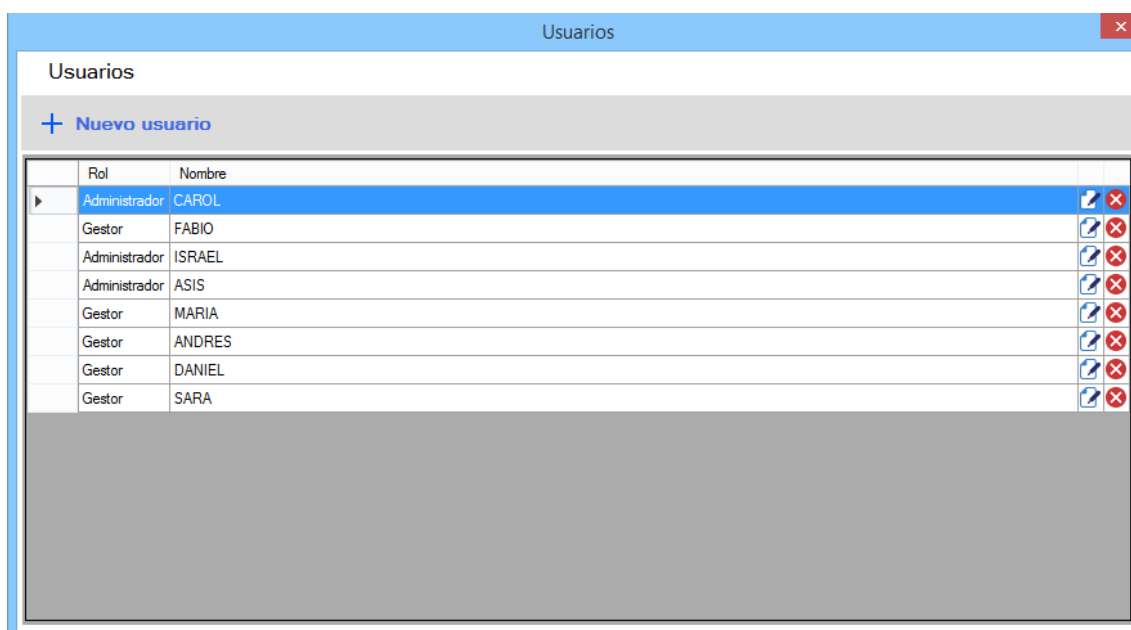 Usuarios
Usuarios
Nuevo usuario
Rol Nombre
Administrador CAROL
Gestor FABIO
Administrador ISRAEL
Administrador ASIS
Gestor MARIA
Gestor ANDRES
Gestor DANIEL
Gestor SARA